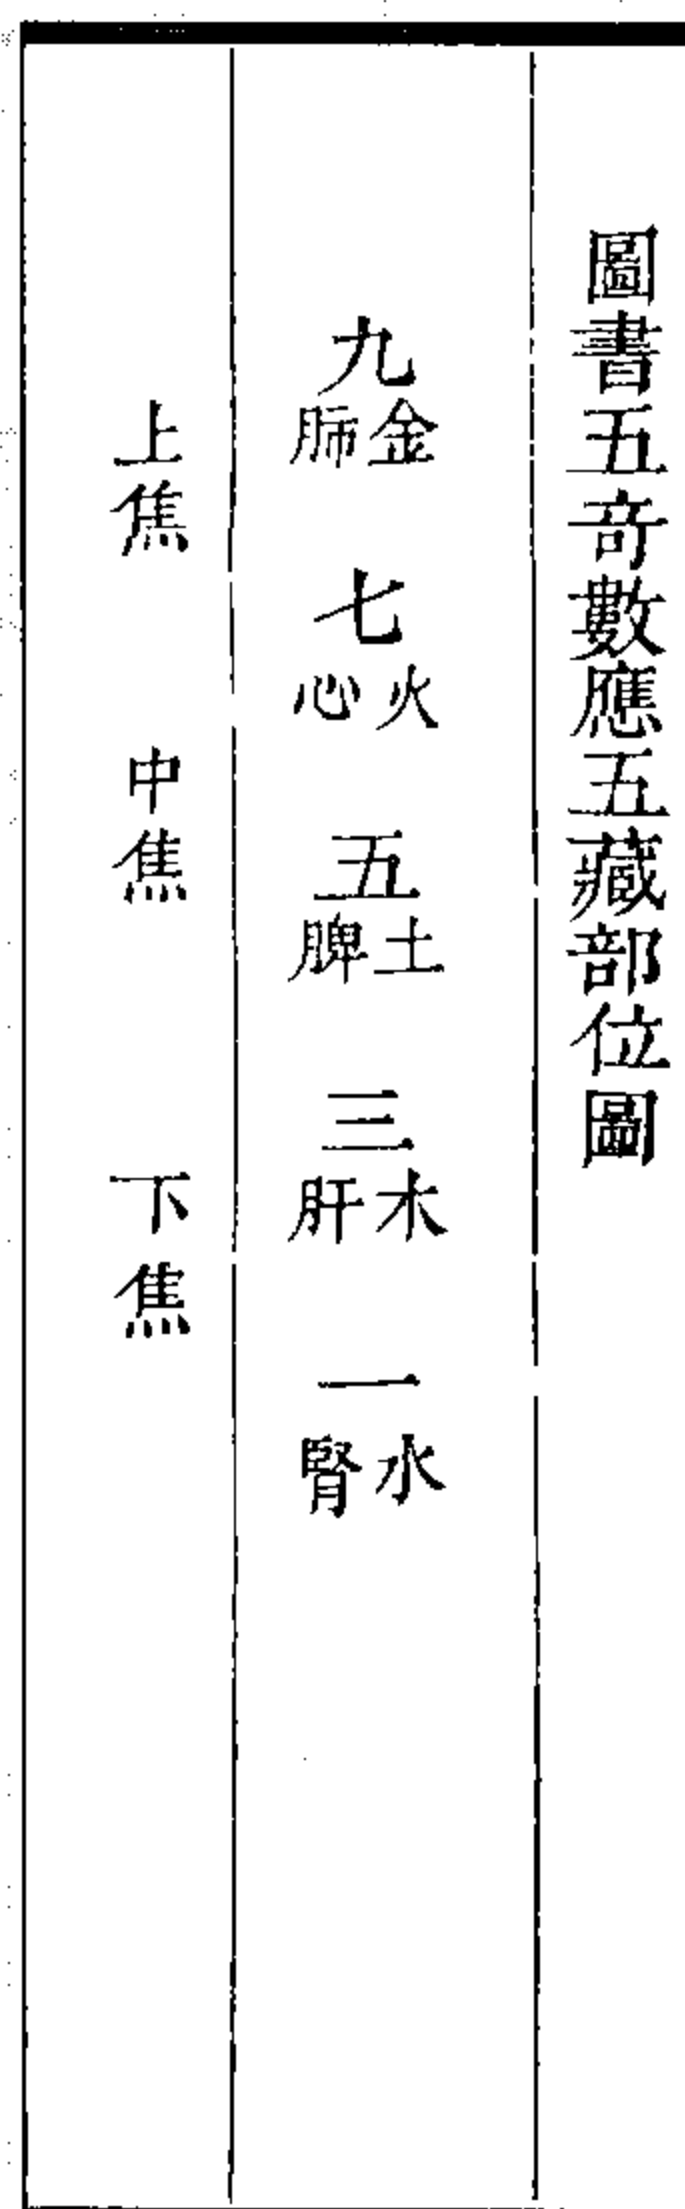 圖書五奇數應五藏部位圖
九金肺　七火心　五土脾　三木肝　一水腎
上焦　中焦　下焦